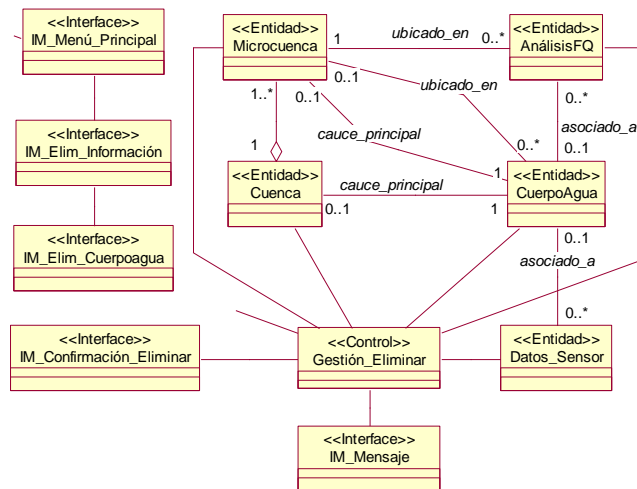 <<Interface>>
IM_Menú_Principal
<<Entidad>>
Microcuenca
<<Entidad>>
AnálisisFQ
1
ubicado_en
0..*
0..1
ubicado_en
1..*
0..1
0..*
cauce_principal
asociado_a
<<Interface>>
IM_Elim_Información
1
0..*
0..1
<<Entidad>>
Cuenca
cauce_principal
1
<<Entidad>>
CuerpoAgua
0..1
1
<<Interface>>
IM_Elim_Cuerpoagua
0..1
asociado_a
0..*
<<Interface>>
IM_Confirmación_Eliminar
<<Control>>
Gestión_Eliminar
<<Entidad>>
Datos_Sensor
<<Interface>>
IM_Mensaje